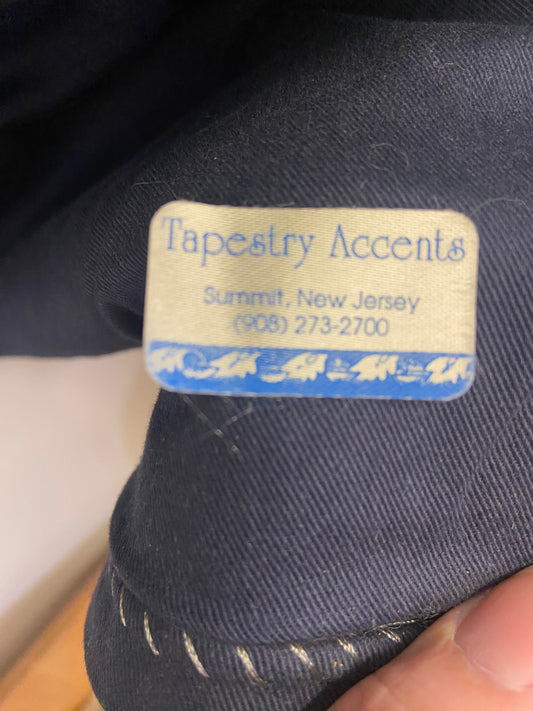 Tapestry Accents
Summit, New Jersey
(908) 273-2700